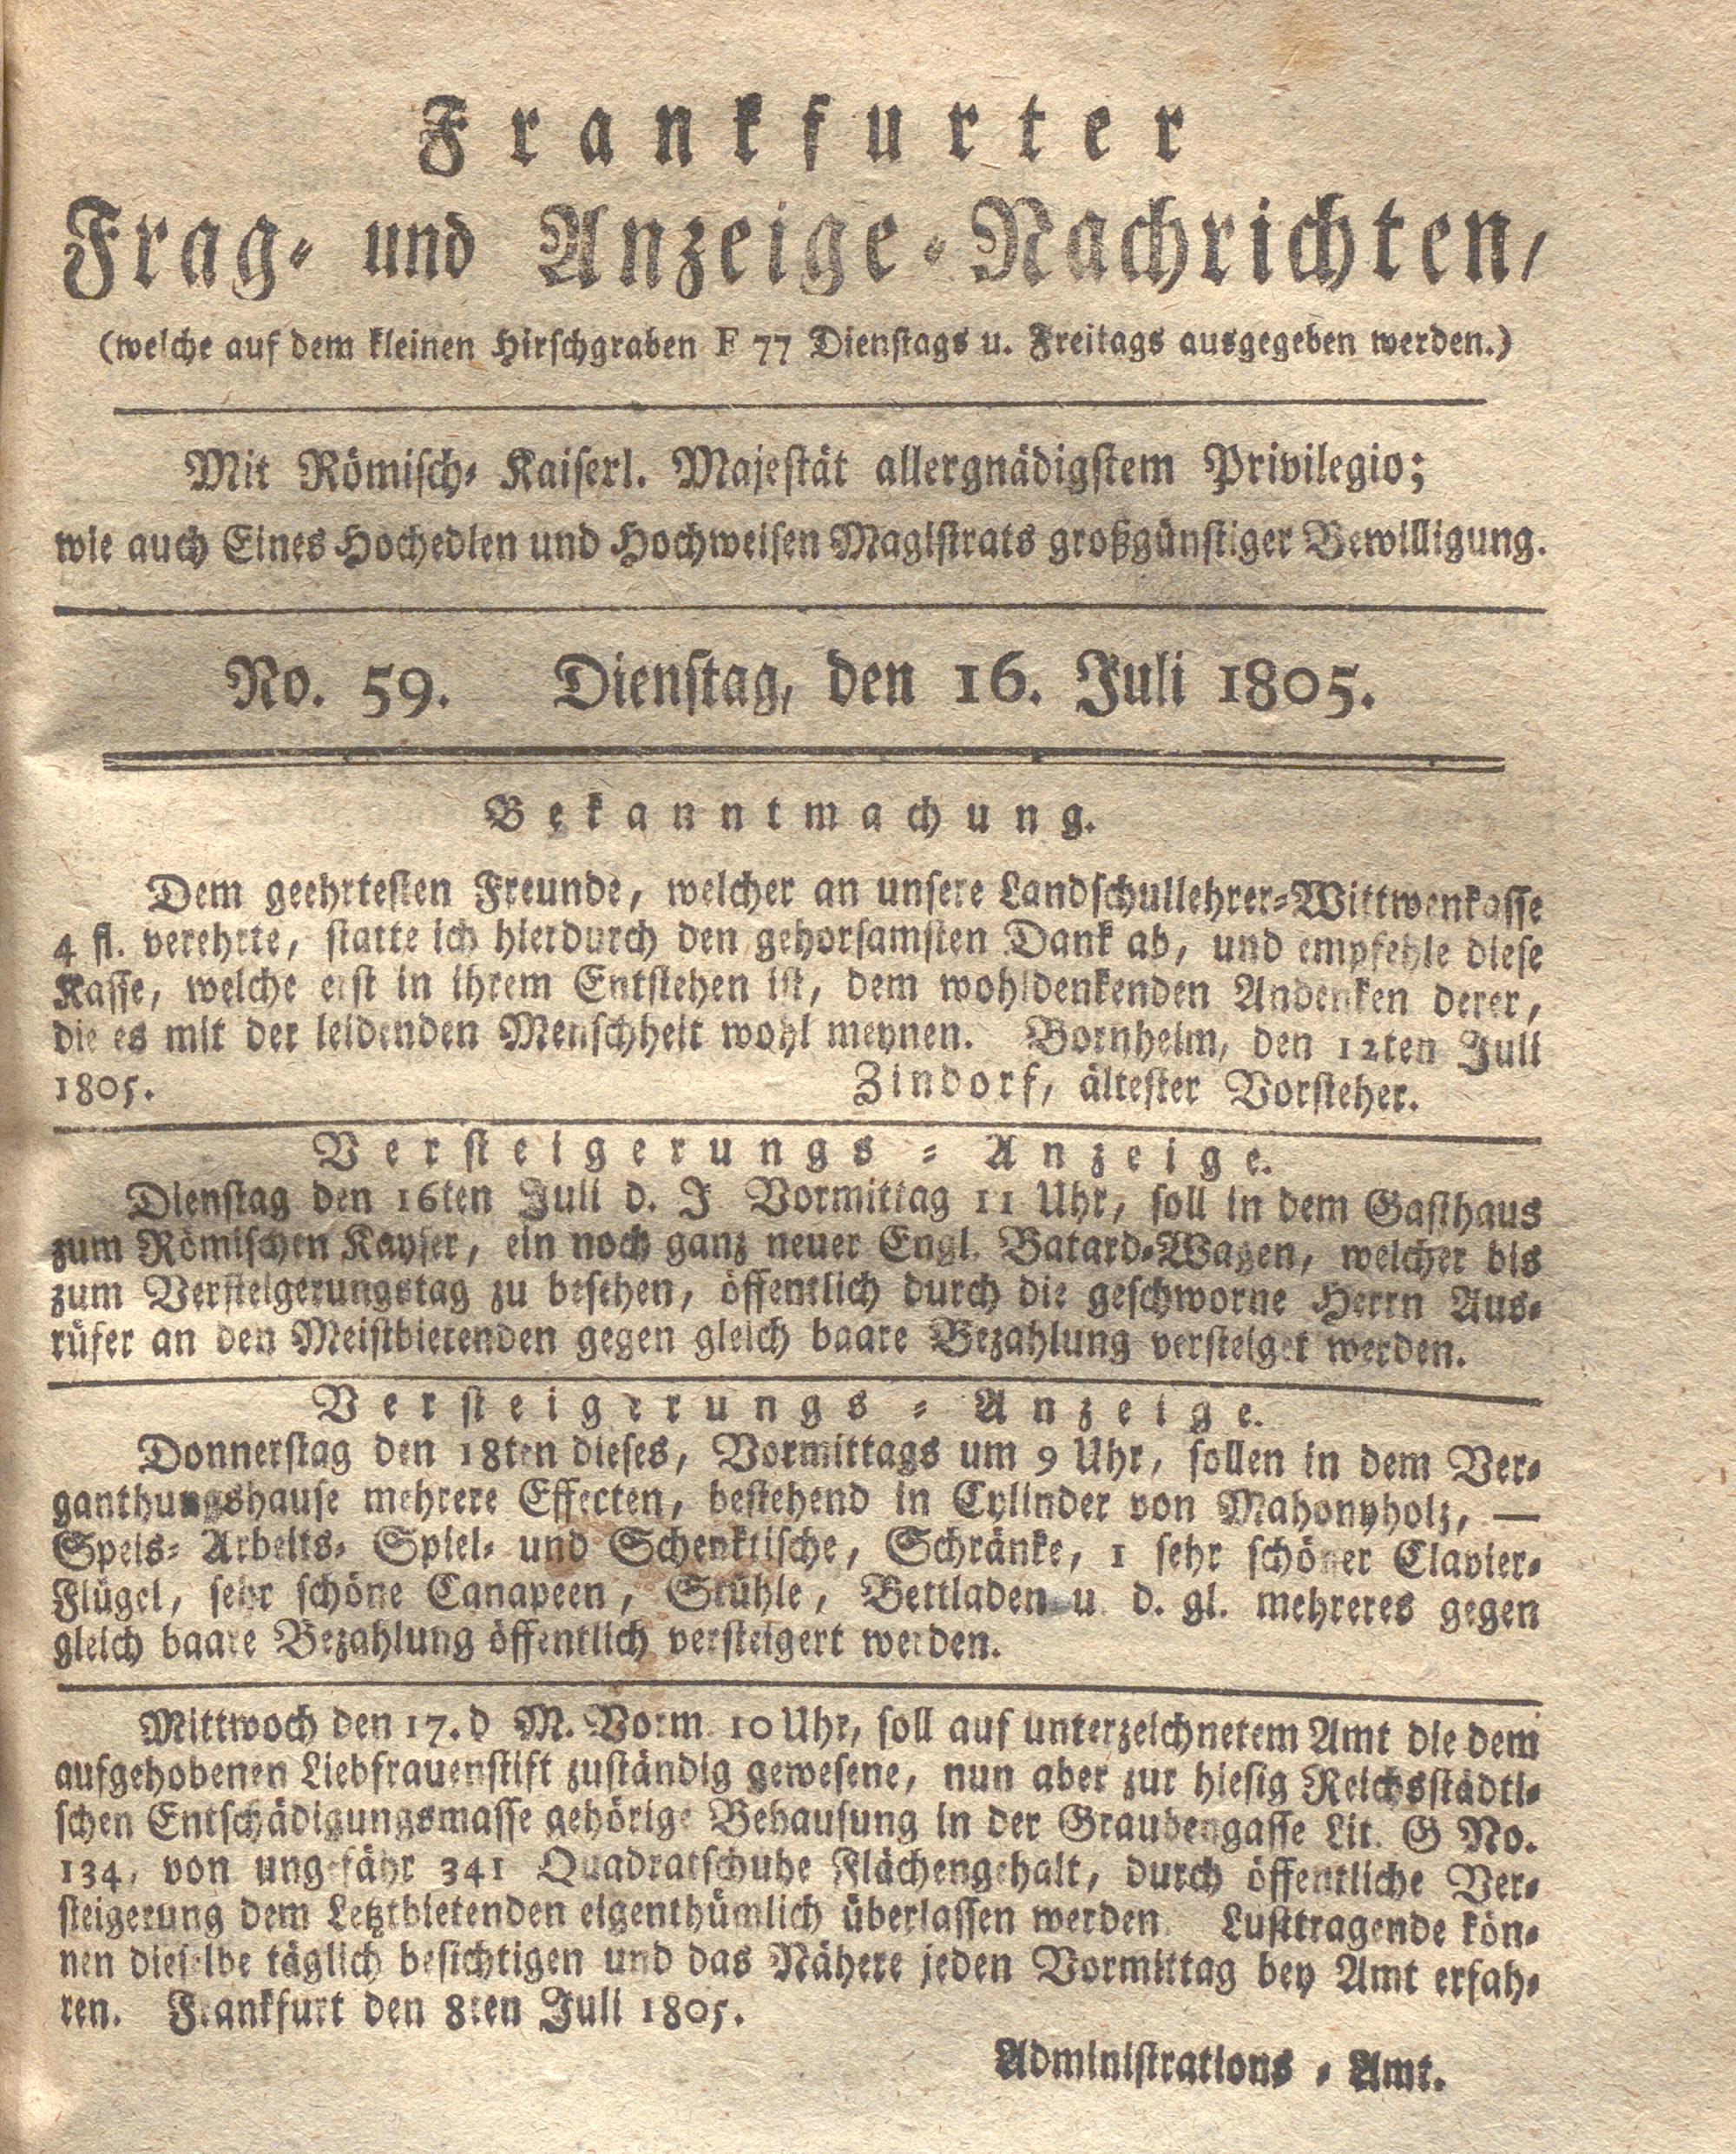 Frankfurter
Frag- und Anzeige-Nachrichten,
(welche auf dem kleinen Hirschgraben F 77 Dienstags u. Freitags ausgegeben werden.)
Mit Römisch- Kaiserl. Majestät allergnädigstem Privilegio;
wie auch Eines Hochedlen und Hochweisen Magistrats großgünstiger Bewilligung.
No. 59. Dienstag, den 16. Juli 1805.
Bekanntmachung.
Dem geehrtesten Freunde, welcher an unsere Landschullehrer-Wittwenkasse
4 fl. verehrte, statte ich hierdurch den gehorsamsten Dank ab, und empfehle diese
Kasse, welche erst in ihrem Entstehen ist, dem wohldenkenden Andenken derer,
die es mit der leidenden Menschheit wohl meynen. Bornheim, den 12ten Juli
1805. Zindorf, ältester Vorsteher.
Versteigerungs-Anzeige.
Dienstag den 16ten Juli d. J Vormittag 11 Uhr, soll in dem Gasthaus
zum Römischen Kayser, ein noch ganz neuer Engl. Batard-Wagen, welcher bis
zum Versteigerungstag zu besehen, öffentlich durch die geschworne Herrn Aus-
rüfer an den Meistbietenden gegen gleich baare Bezahlung versteiget werden.
Versteigerungs-Anzeige.
Donnerstag den 18ten dieses, Vormittags um 9 Uhr, sollen in dem Ver-
ganthungshause mehrere Effecten, bestehend in Cylinder von Mahonyholz, —
Speis- Arbeits- Spiel- und Schenktische, Schränke, 1 sehr schöner Clavier-
Flügel, sehr schöne Canapeen, Stühle, Bettladen u. d. gl. mehreres gegen
gleich baare Bezahlung öffentlich versteigert werden.
Mittwoch den 17. d M. Vorm. 10 Uhr, soll auf unterzeichnetem Amt die dem
aufgehobenen Liebfrauenstift zuständig gewesene, nun aber zur hiesig Reichsstädti-
schen Entschädigungsmasse gehörige Behausung in der Graubengasse Lit. G No.
134, von ungefähr 341 Quadratschuhe Flächengehalt, durch öffentliche Ver-
steigerung dem Letztbietenden eigenthümlich überlassen werden. Lusttragende kön-
nen dieselbe täglich besichtigen und das Nähere jeden Vormittag bey Amt erfah-
ren. Frankfurt den 8ten Juli 1805.
Administrations-Amt.